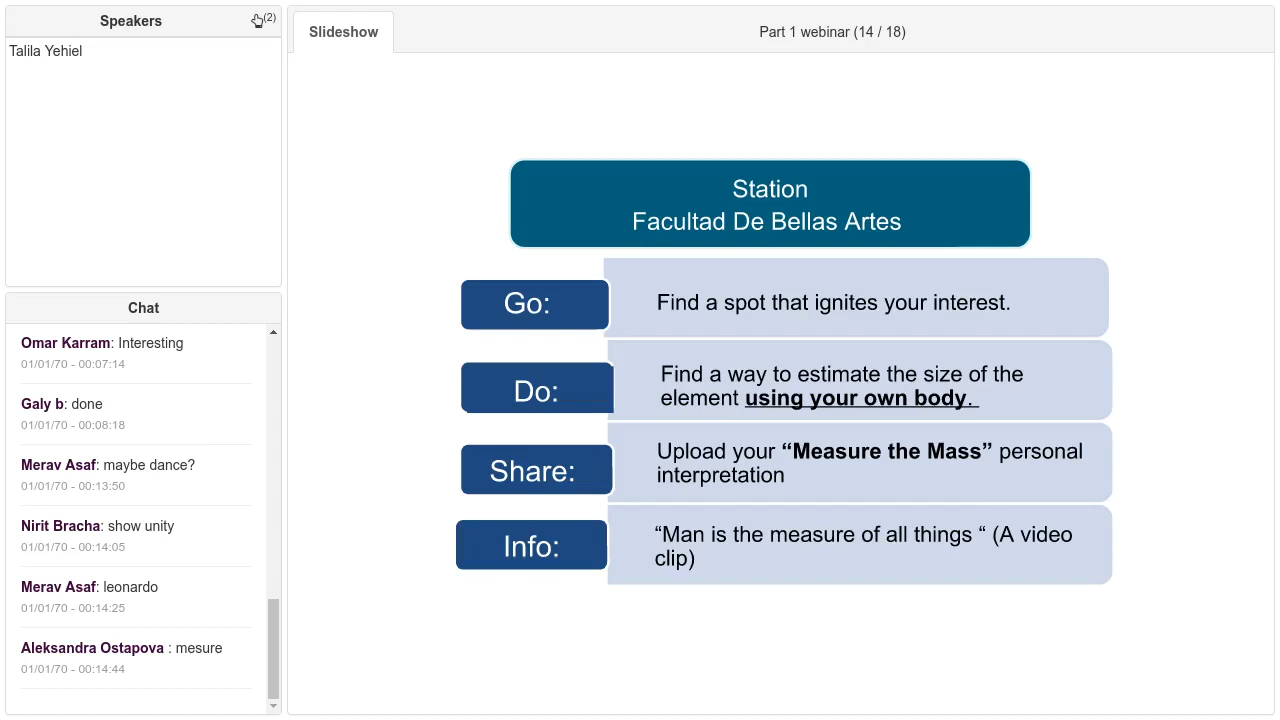 Speakers
(2)
Talila Yehiel
Chat
Omar Karram: Interesting
01/01/70 - 00:07:14
Galy b: done
01/01/70 - 00:08:18
Merav Asaf: maybe dance?
01/01/70 - 00:13:50
Nirit Bracha: show unity
01/01/70 - 00:14:05
Merav Asaf: leonardo
01/01/70 - 00:14:25
Aleksandra Ostapova : mesure
01/01/70 - 00:14:44
Slideshow
Part 1 webinar (14 / 18)
Station
Facultad De Bellas Artes
Go:
Find a spot that ignites your interest.
Do:
Find a way to estimate the size of the
element using your own body.
Share:
Upload your “Measure the Mass” personal
interpretation
Info:
“Man is the measure of all things “ (A video
clip)